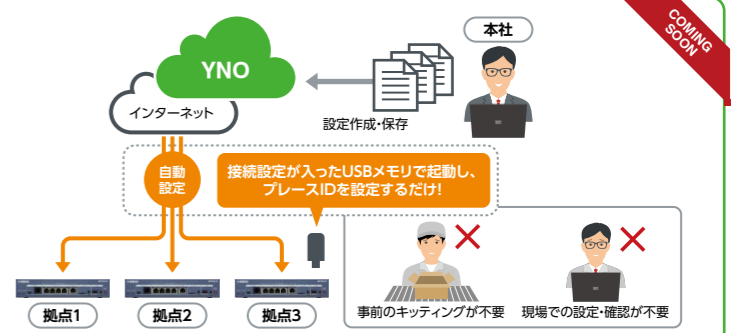 COMING
SOON
本社
YNO
インターネット
設定作成・保存
自動
設定
接続設定が入ったUSBメモリで起動し、
プレースIDを設定するだけ!
拠点1
拠点2
拠点3
事前のキッティングが不要
現場での設定・確認が不要